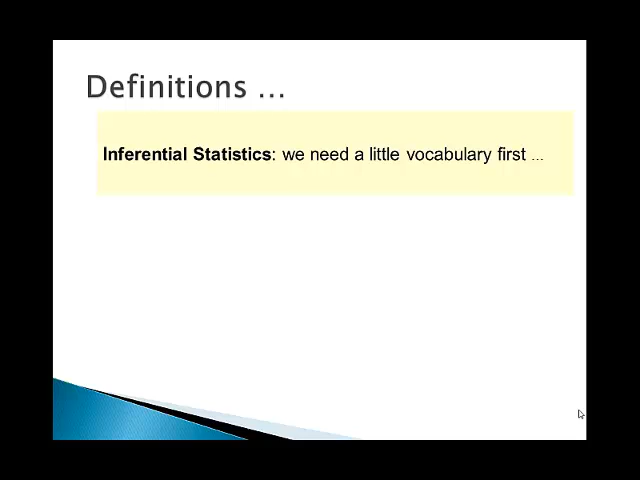 Definitions …
Inferential Statistics: we need a little vocabulary first …